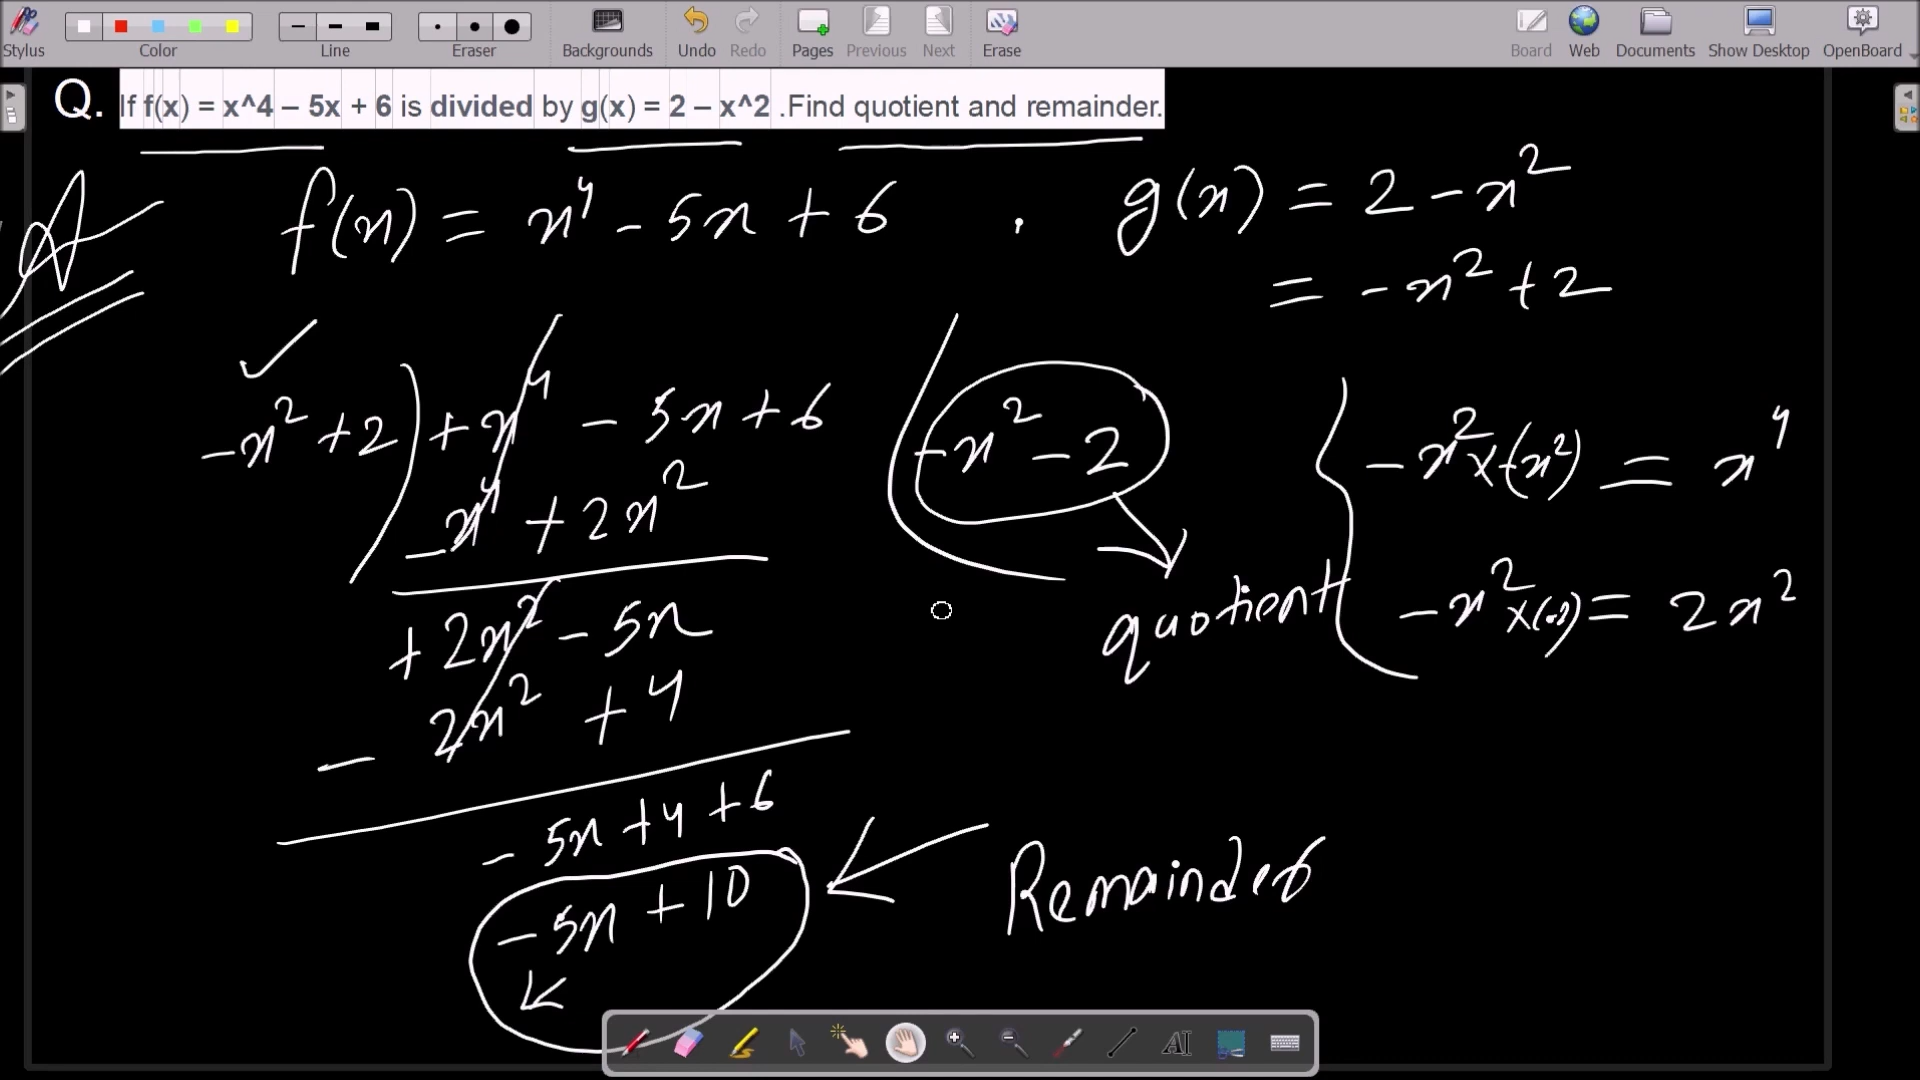 Stylus Color Line Eraser Backgrounds Undo Redo Pages Previous Next Erase Board Web Documents Show Desktop OpenBoard
Q. If f(x) = x^4 – 5x + 6 is divided by g(x) = 2 – x^2 .Find quotient and remainder.
A
f(x) = x⁴ - 5x + 6 . g(x) = 2 - x²
= -x² + 2
-x² + 2 ) + x⁴ - 5x + 6 ( -x² - 2
- x⁴ + 2x²
+ 2x² - 5x
- 2x² + 4
- 5x + 4 + 6
- 5x + 10
quotient
Remainder
-x² × (-x²) = x⁴
-x² × (-2) = 2x²
AI